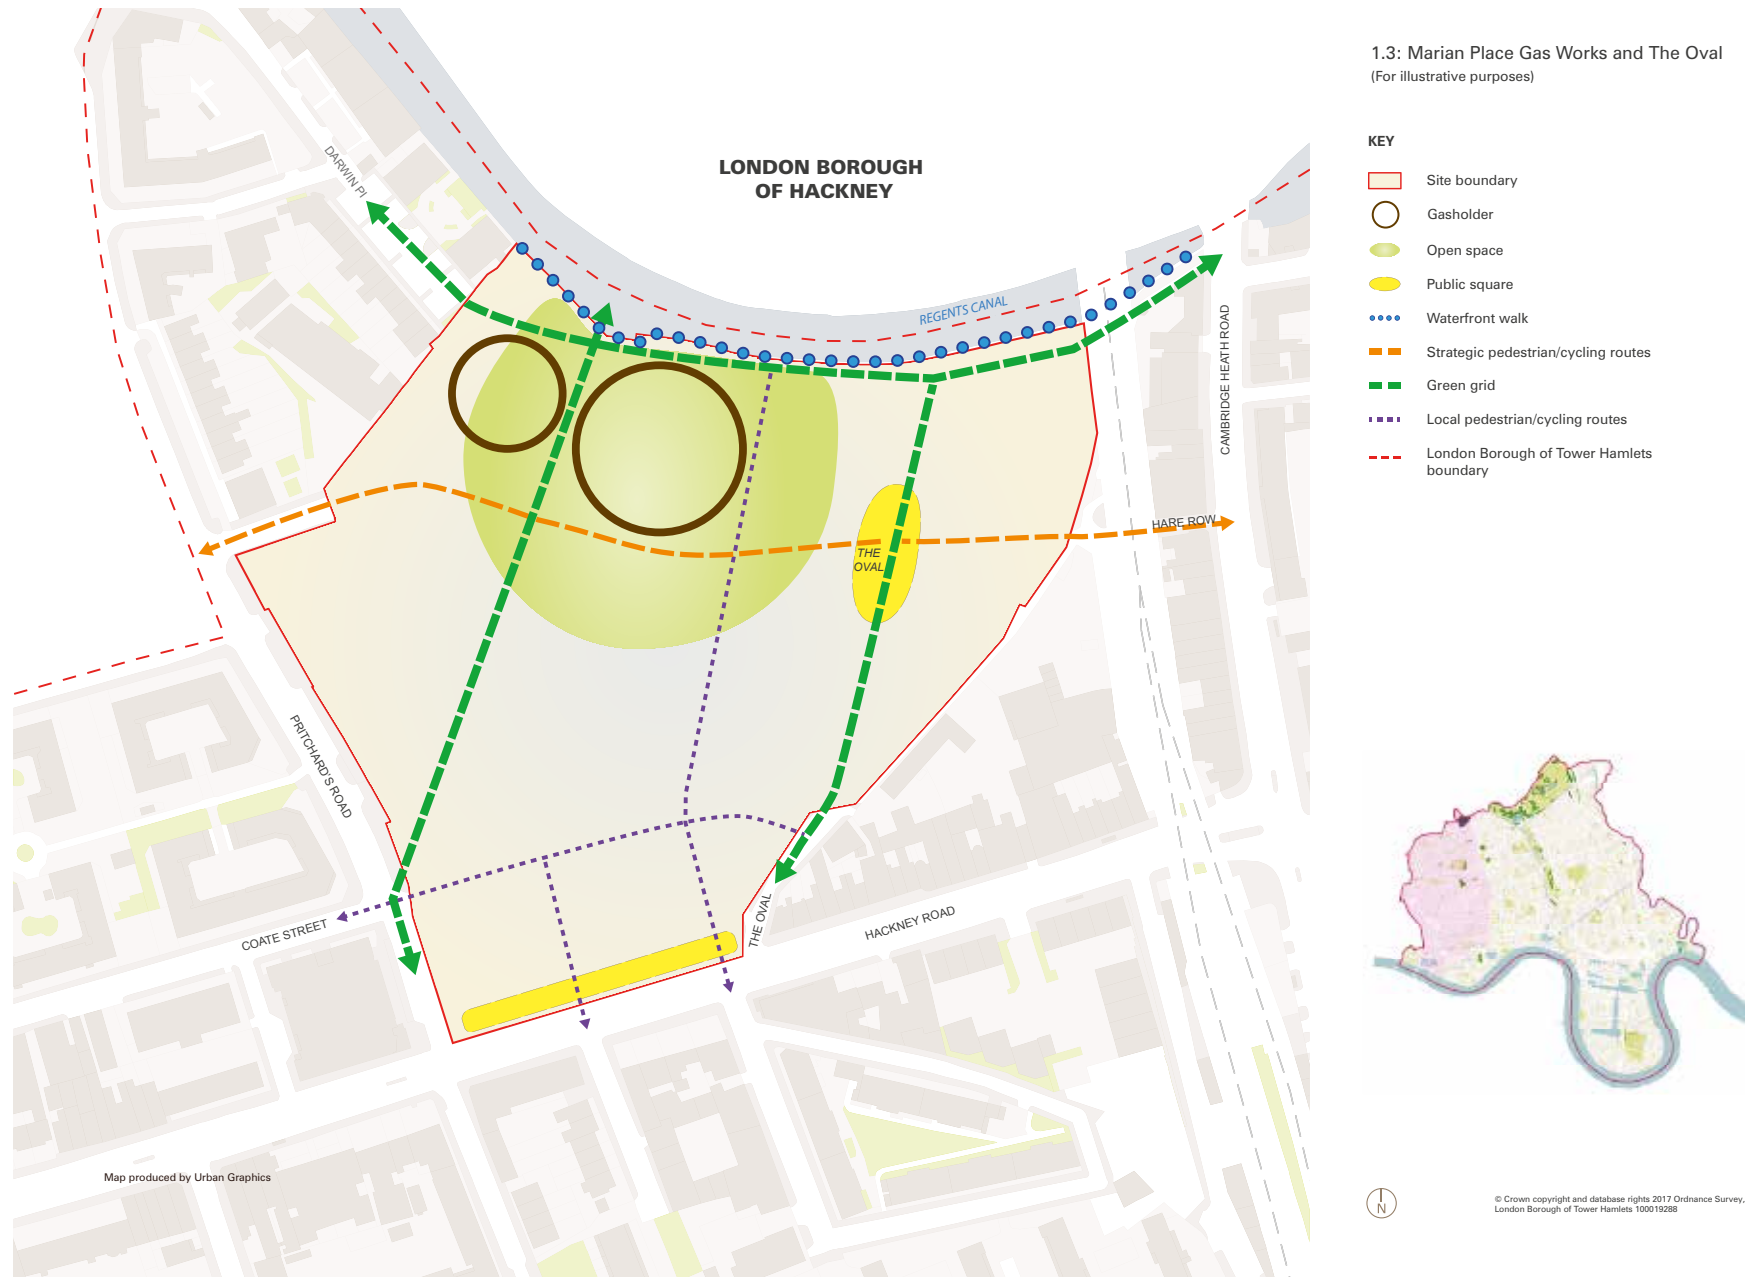 1.3: Marian Place Gas Works and The Oval
(For illustrative purposes)
KEY
Site boundary
Gasholder
Open space
Public square
Waterfront walk
Strategic pedestrian/cycling routes
Green grid
Local pedestrian/cycling routes
London Borough of Tower Hamlets
boundary
LONDON BOROUGH
OF HACKNEY
DARWIN Pl
REGENTS CANAL
CAMBRIDGE HEATH ROAD
HARE ROW
THE
OVAL
PRITCHARD'S ROAD
COATE STREET
THE OVAL
HACKNEY ROAD
Map produced by Urban Graphics
N
© Crown copyright and database rights 2017 Ordnance Survey,
London Borough of Tower Hamlets 100019288